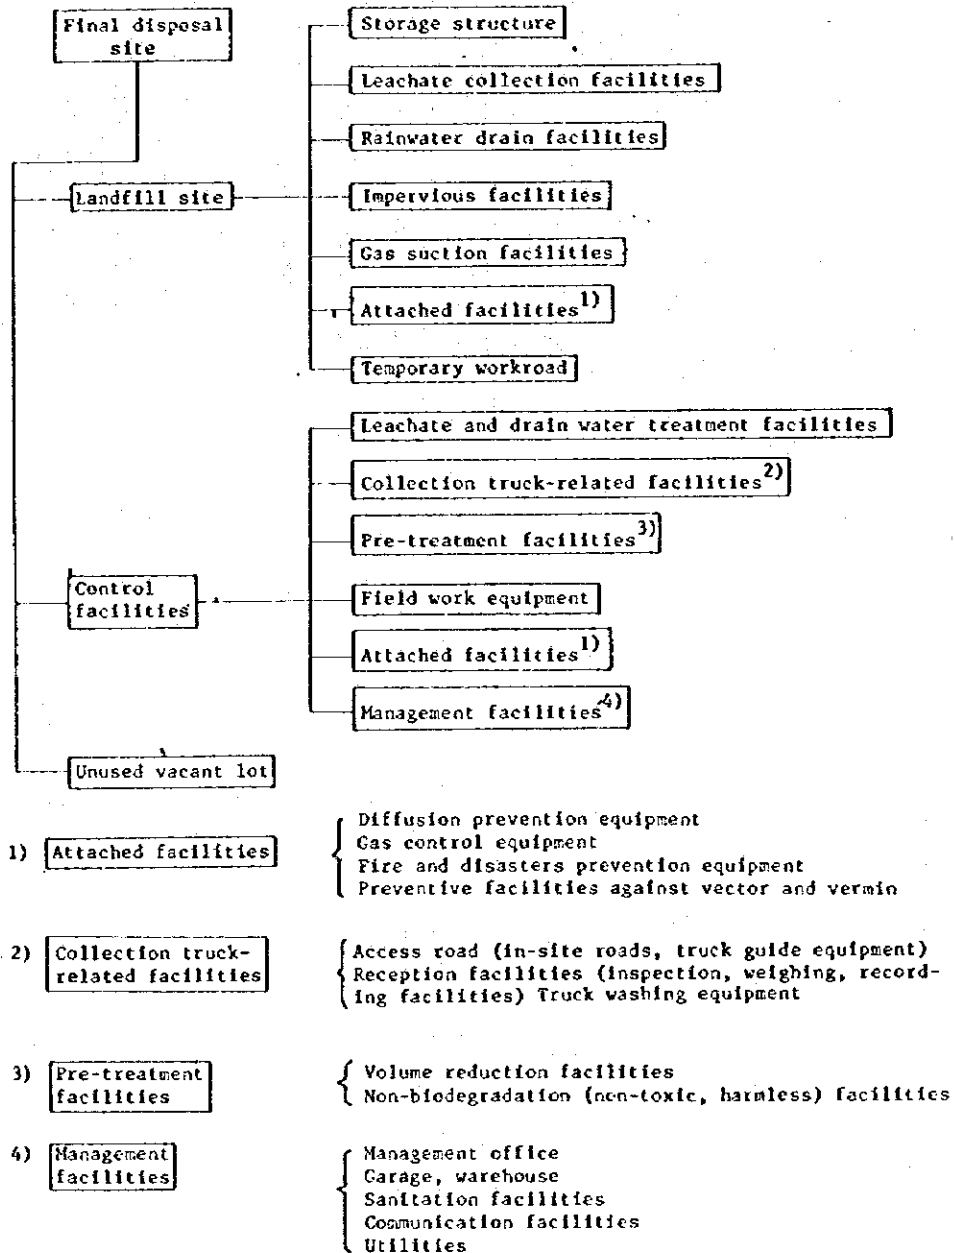 Final disposal
site
Storage structure
Leachate collection facilities
Rainwater drain facilities
Landfill site
Impervious facilities
Gas suction facilities
Attached facilities1)
Temporary workroad
Leachate and drain water treatment facilities
Collection truck-related facilities2)
Pre-treatment facilities3)
Control
facilities
Field work equipment
Attached facilities1)
Management facilities4)
Unused vacant lot
1) Attached facilities
Diffusion prevention equipment
Gas control equipment
Fire and disasters prevention equipment
Preventive facilities against vector and vermin
2) Collection truck-
related facilities
Access road (in-site roads, truck guide equipment)
Reception facilities (inspection, weighing, record-
ing facilities) Truck washing equipment
3) Pre-treatment
facilities
Volume reduction facilities
Non-biodegradation (non-toxic, harmless) facilities
4) Management
facilities
Management office
Garage, warehouse
Sanitation facilities
Communication facilities
Utilities